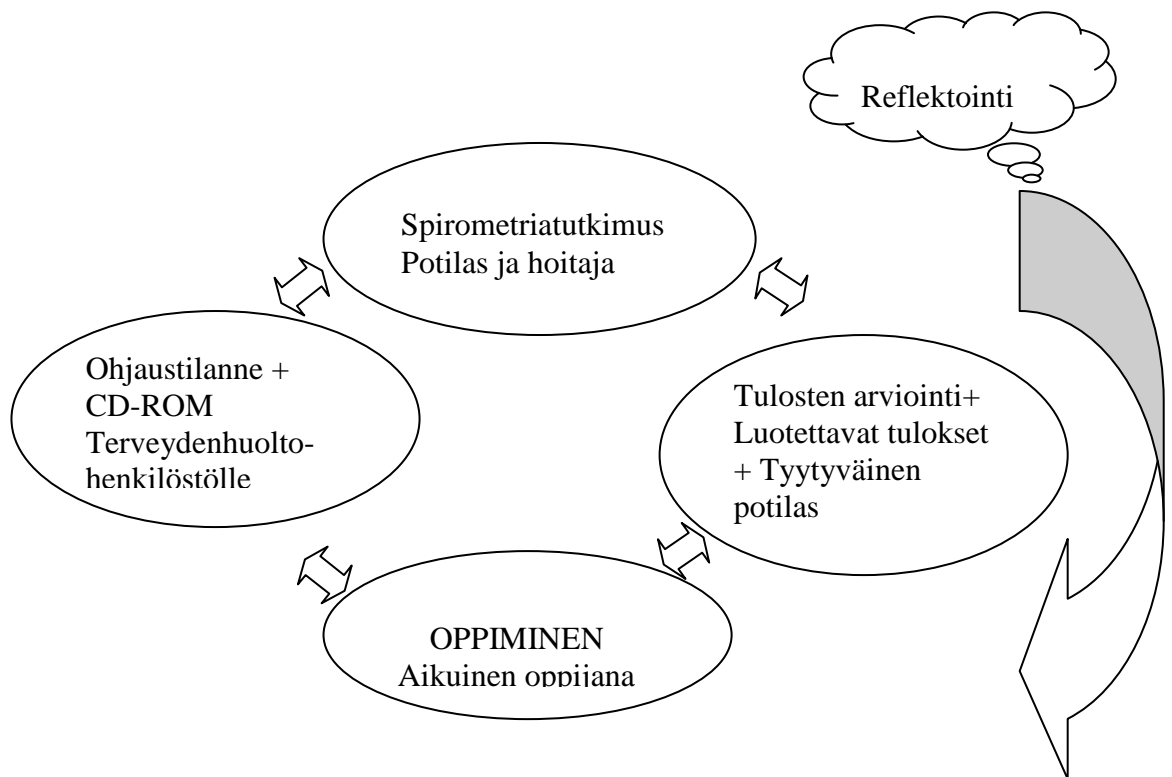 Reflektointi
Spirometriatutkimus
Potilas ja hoitaja
Ohjaustilanne +
CD-ROM
Terveydenhuolto-
henkilöstölle
Tulosten arviointi+
Luotettavat tulokset
+ Tyytyväinen
potilas
OPPIMINEN
Aikuinen oppijana